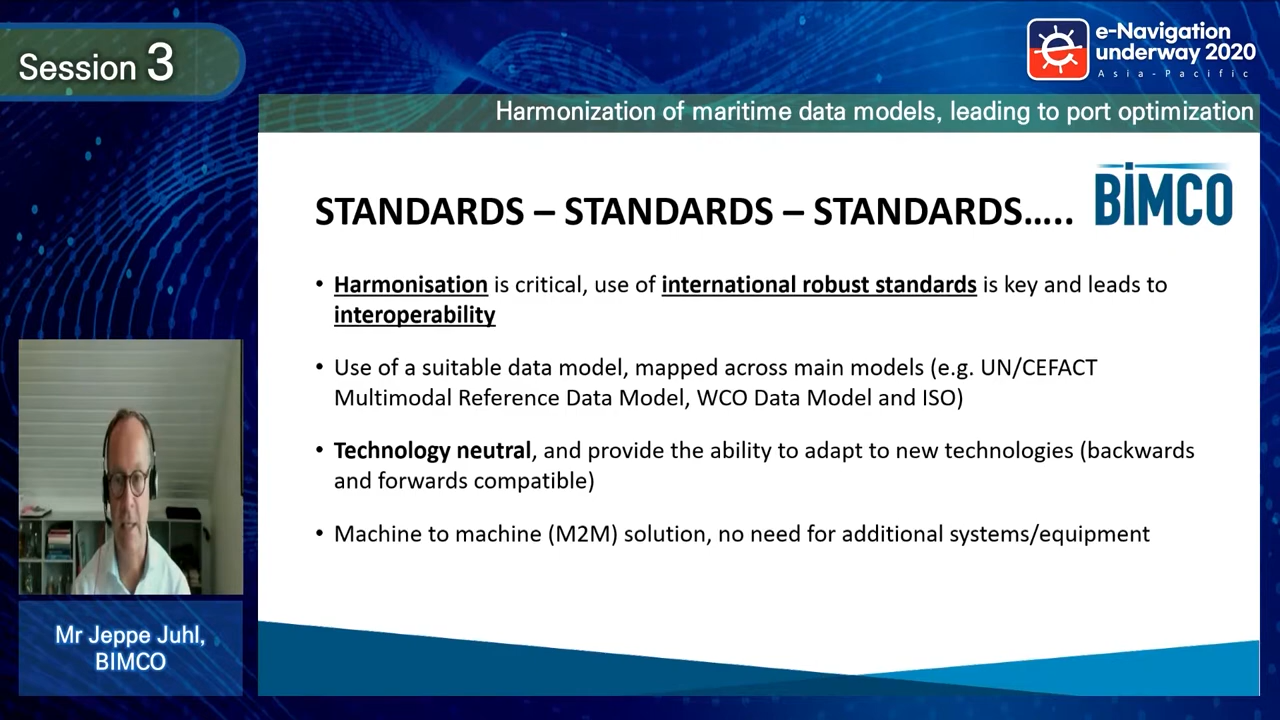 Session 3
e-Navigation
underway 2020
Asia-Pacific
Harmonization of maritime data models, leading to port optimization
BIMCO
STANDARDS – STANDARDS – STANDARDS…..
• Harmonisation is critical, use of international robust standards is key and leads to
interoperability
• Use of a suitable data model, mapped across main models (e.g. UN/CEFACT
Multimodal Reference Data Model, WCO Data Model and ISO)
• Technology neutral, and provide the ability to adapt to new technologies (backwards
and forwards compatible)
• Machine to machine (M2M) solution, no need for additional systems/equipment
Mr Jeppe Juhl,
BIMCO